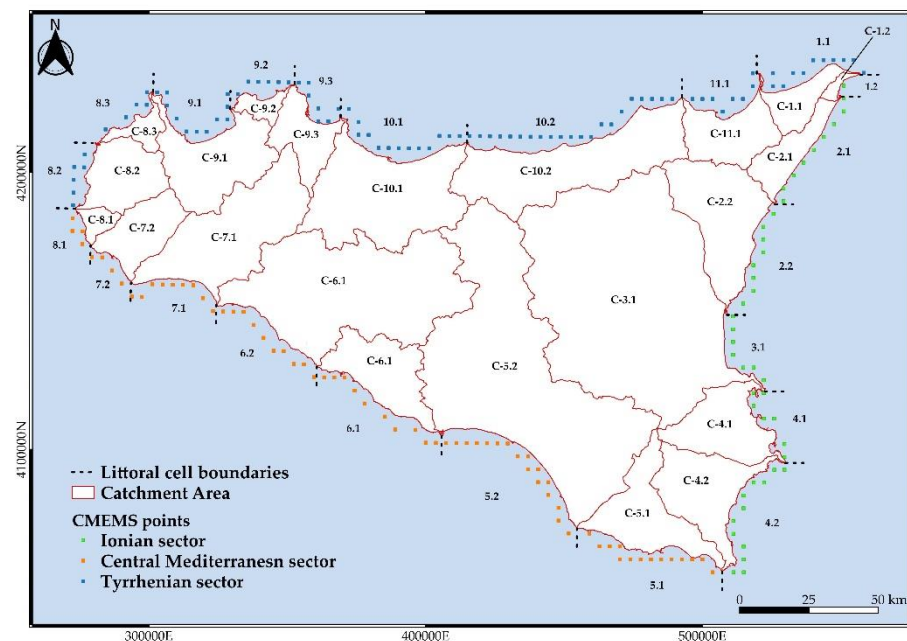 N
1.1
C-1.2
9.2
8.3
9.1
9.3
11.1
1.2
C-9.2
C-1.1
C-8.3
10.1
10.2
C-11.1
2.1
C-9.1
C-9.3
C-2.1
8.2
C-8.2
C-10.2
4200000N
C-10.1
C-2.2
C-8.1
C-7.2
8.1
C-7.1
2.2
7.2
C-6.1
C-3.1
7.1
6.2
3.1
C-6.1
C-5.2
6.1
4.1
C-4.1
4100000N
Littoral cell boundaries
C-4.2
Catchment Area
5.2
CMEMS points
C-5.1
4.2
Ionian sector
Central Mediterranesn sector
Tyrrhenian sector
5.1
0 25 50 km
300000E 400000E 500000E